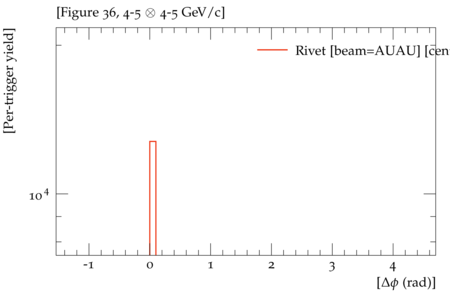 [Figure 36, 4-5 ⊗ 4-5 GeV/c]
[Per-trigger yield]
Rivet [beam=AUAU] [cen
10⁴
-1 0 1 2 3 4
[Δϕ (rad)]